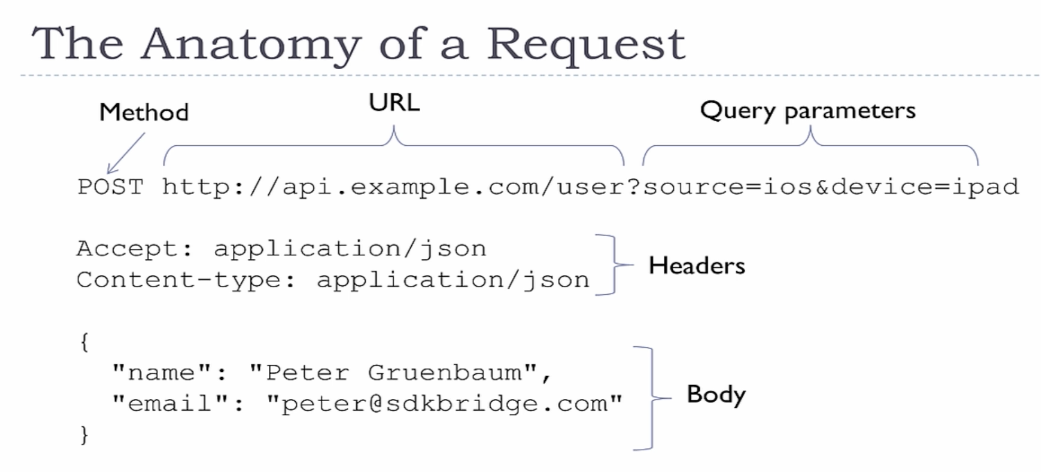 The Anatomy of a Request
Method URL Query parameters
POST http://api.example.com/user?source=ios&device=ipad
Accept: application/json
Content-type: application/json
Headers
{
"name": "Peter Gruenbaum",
"email": "peter@sdkbridge.com"
}
Body